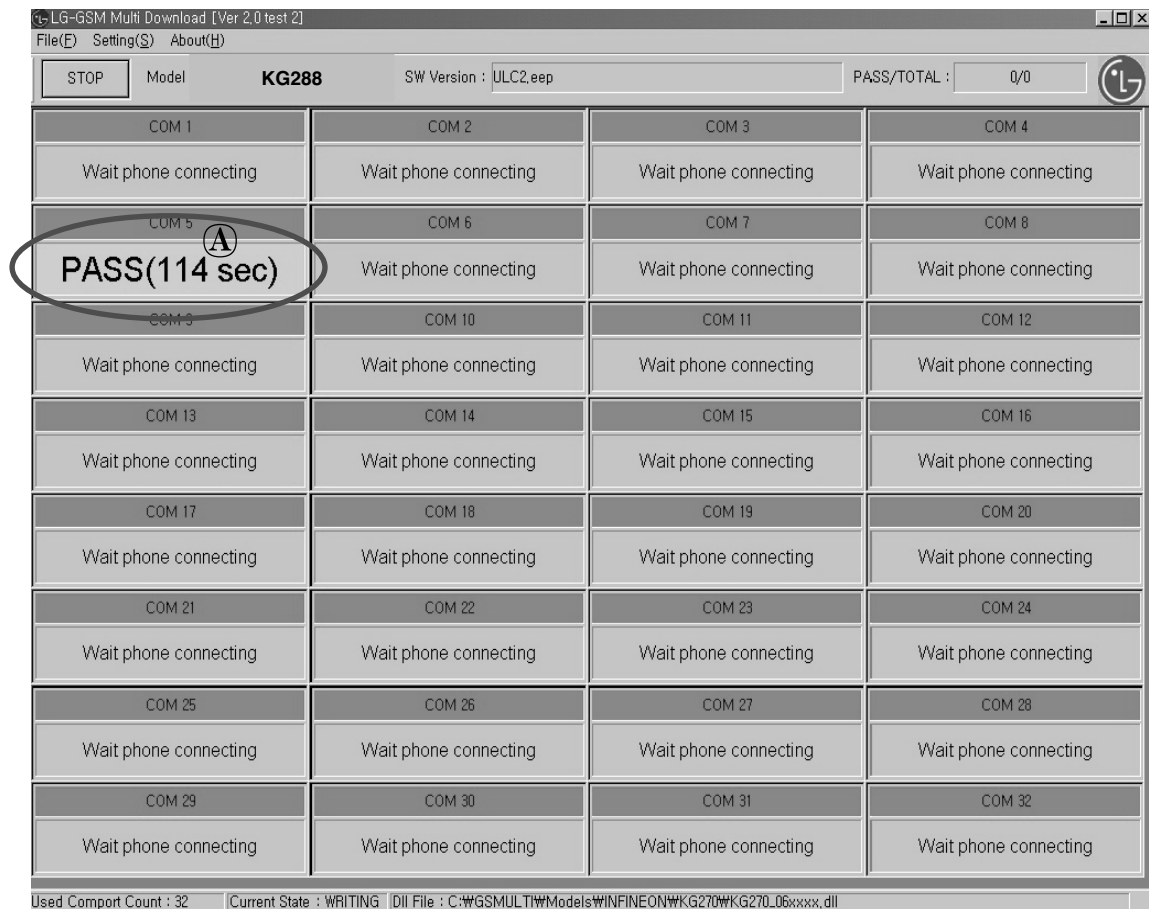 LG-GSM Multi Download [Ver 2,0 test 2]
File(F) Setting(S) About(H)
STOP Model KG288 SW Version : ULC2,eep PASS/TOTAL : 0/0
COM 1 COM 2 COM 3 COM 4
Wait phone connecting Wait phone connecting Wait phone connecting Wait phone connecting
COM 5 COM 6 COM 7 COM 8
A
PASS(114 sec) Wait phone connecting Wait phone connecting Wait phone connecting
COM 9 COM 10 COM 11 COM 12
Wait phone connecting Wait phone connecting Wait phone connecting Wait phone connecting
COM 13 COM 14 COM 15 COM 16
Wait phone connecting Wait phone connecting Wait phone connecting Wait phone connecting
COM 17 COM 18 COM 19 COM 20
Wait phone connecting Wait phone connecting Wait phone connecting Wait phone connecting
COM 21 COM 22 COM 23 COM 24
Wait phone connecting Wait phone connecting Wait phone connecting Wait phone connecting
COM 25 COM 26 COM 27 COM 28
Wait phone connecting Wait phone connecting Wait phone connecting Wait phone connecting
COM 29 COM 30 COM 31 COM 32
Wait phone connecting Wait phone connecting Wait phone connecting Wait phone connecting
Used Comport Count : 32 Current State : WRITING Dll File : C:₩GSMULTI₩Models₩INFINEON₩KG270₩KG270_06xxxx,dll